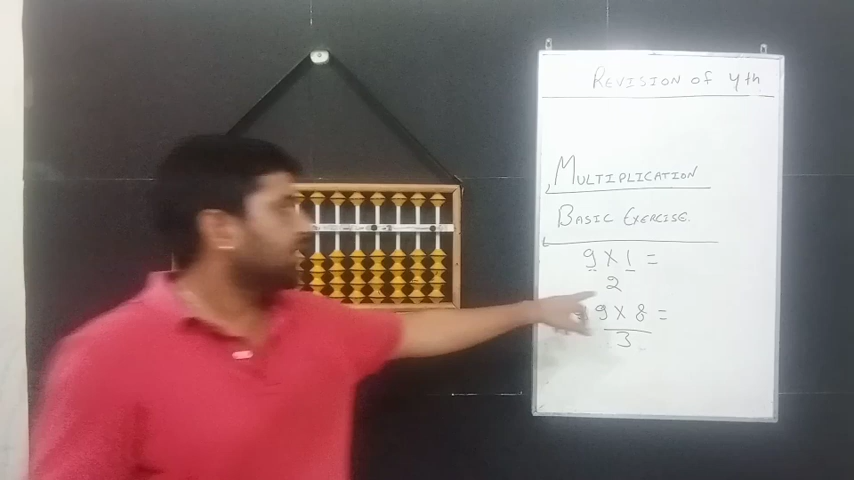 REVISION OF 4th
MULTIPLICATION
BASIC EXERCISE.
9 X 1 =
2
9 X 8 =
3